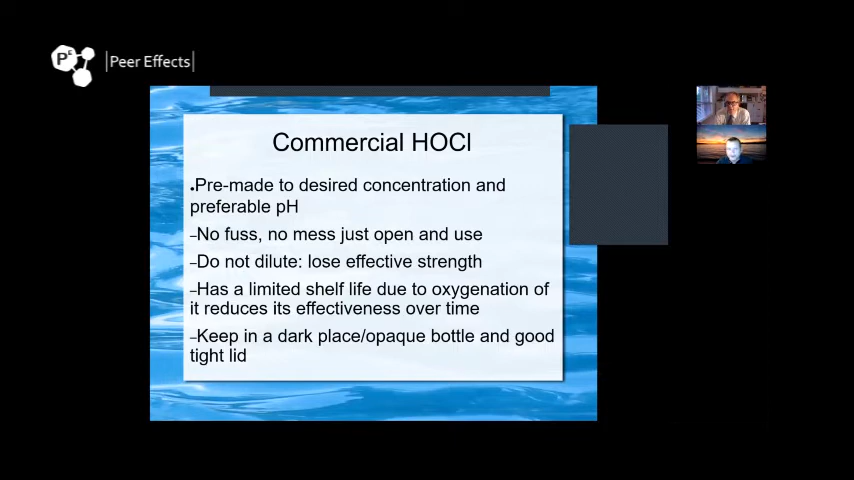 PE
|Peer Effects|
Commercial HOCl
•Pre-made to desired concentration and
preferable pH
–No fuss, no mess just open and use
–Do not dilute: lose effective strength
–Has a limited shelf life due to oxygenation of
it reduces its effectiveness over time
–Keep in a dark place/opaque bottle and good
tight lid